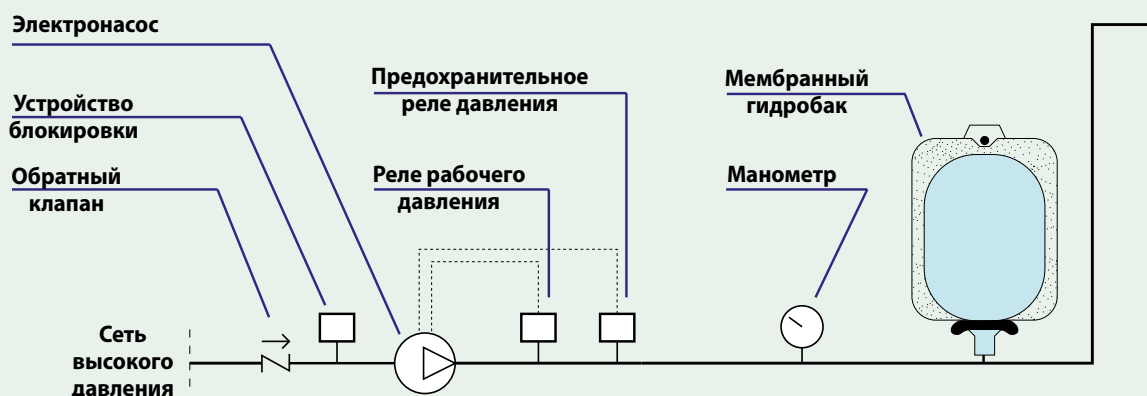 Электронасос
Устройство
блокировки
Обратный
клапан
Предохранительное
реле давления
Реле рабочего
давления
Мембранный
гидробак
Манометр
Сеть
высокого
давления